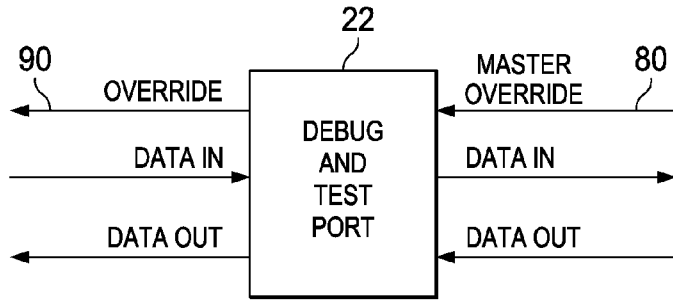 90
22
80
OVERRIDE
MASTER
OVERRIDE
DATA IN
DEBUG
AND
TEST
PORT
DATA IN
DATA OUT
DATA OUT